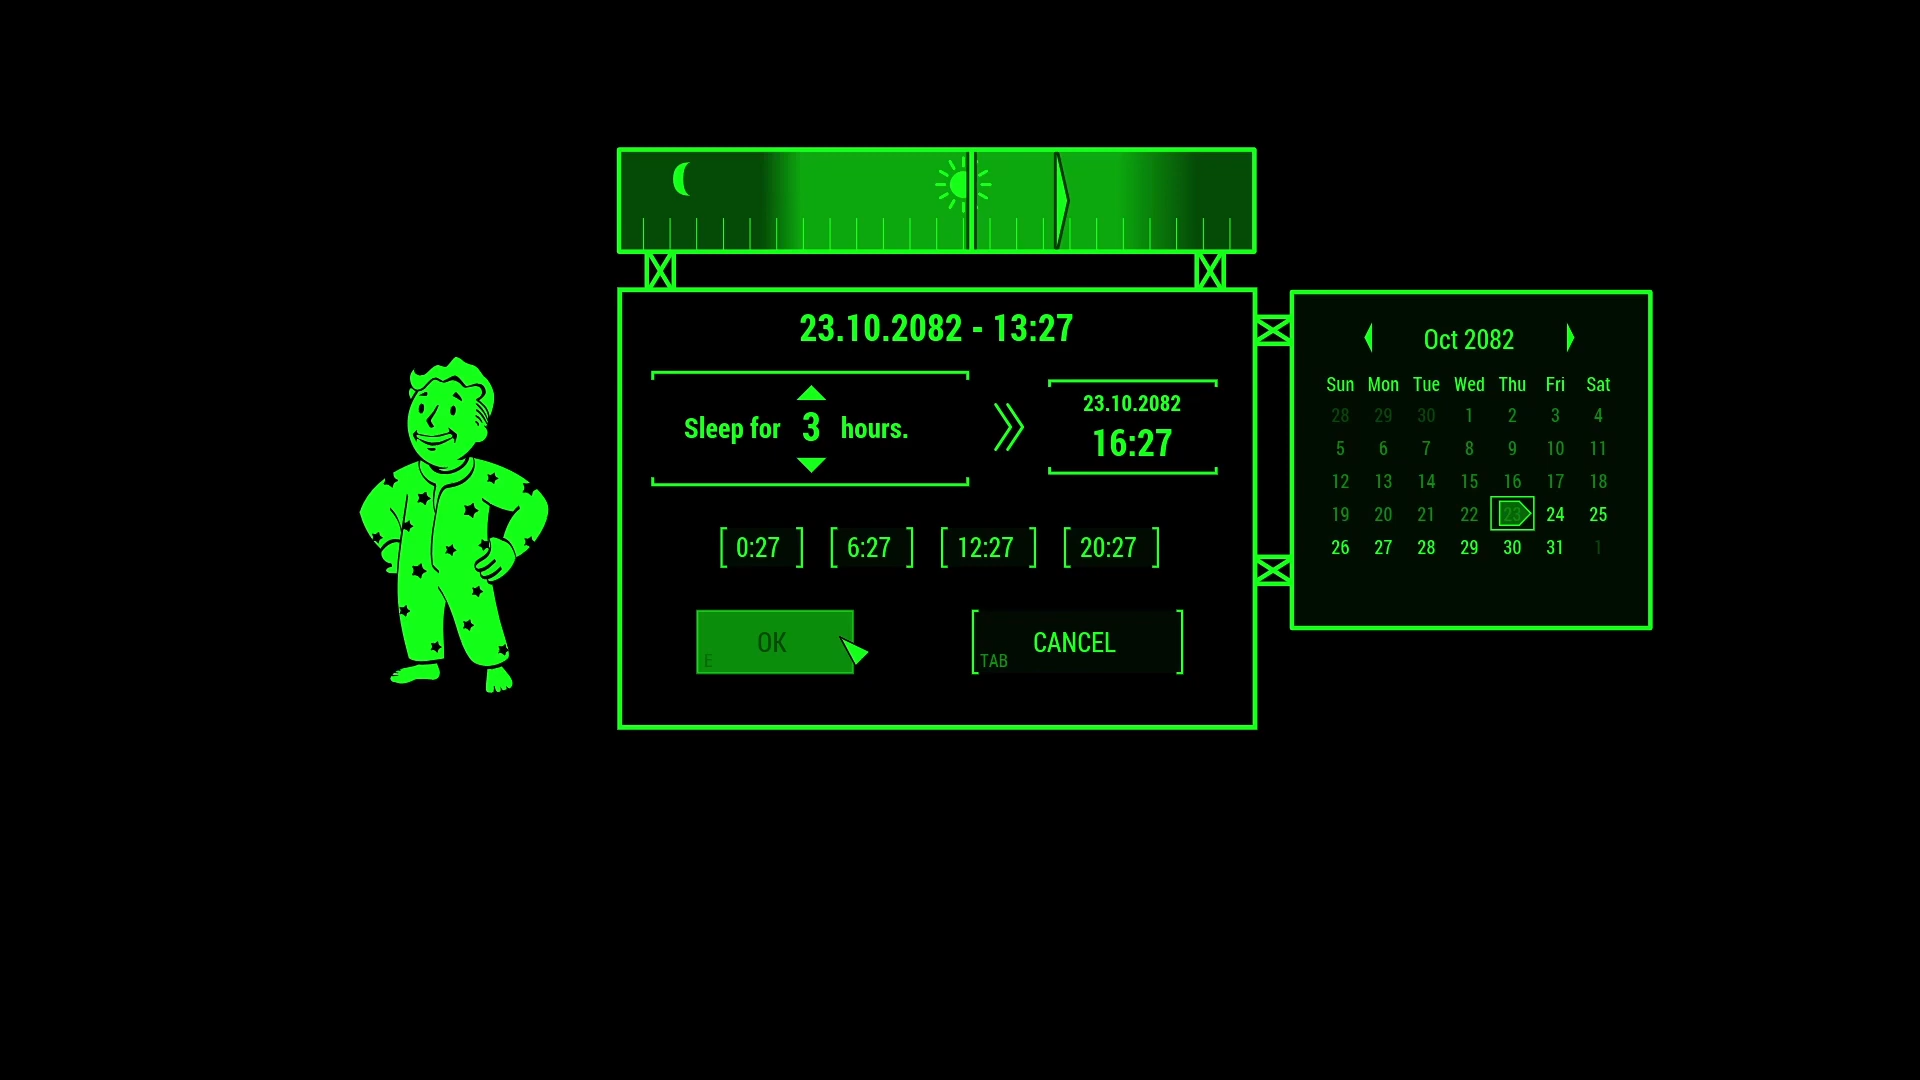 23.10.2082 - 13:27
Sleep for 3 hours.
23.10.2082
16:27
0:27 6:27 12:27 20:27
OK
E
CANCEL
TAB
Oct 2082
Sun Mon Tue Wed Thu Fri Sat
28 29 30 1 2 3 4
5 6 7 8 9 10 11
12 13 14 15 16 17 18
19 20 21 22 23 24 25
26 27 28 29 30 31 1